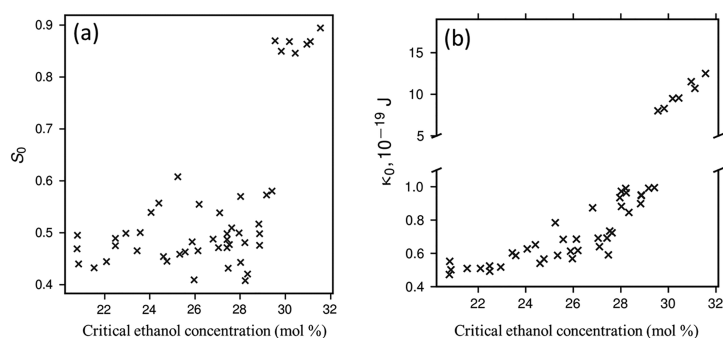 (a)
0.9
0.8
0.7
0.6
0.5
0.4
S₀
22 24 26 28 30 32
Critical ethanol concentration (mol %)
(b)
15
10
5
1.0
0.8
0.6
0.4
κ₀, 10⁻¹⁹ J
22 24 26 28 30 32
Critical ethanol concentration (mol %)